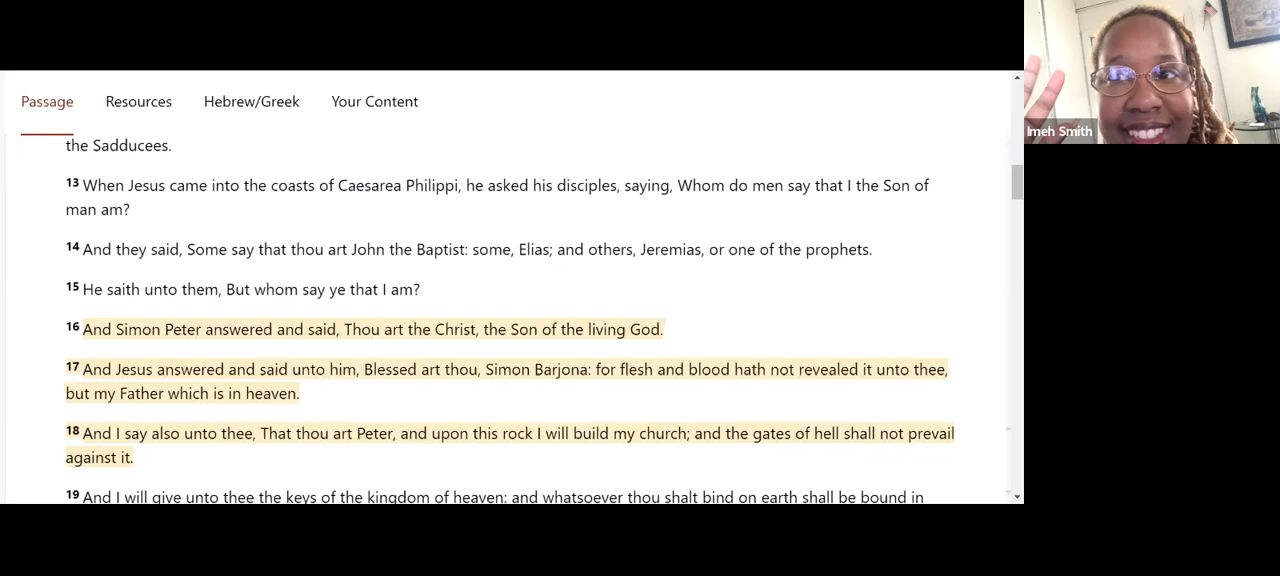 Passage Resources Hebrew/Greek Your Content
the Sadducees.
13 When Jesus came into the coasts of Caesarea Philippi, he asked his disciples, saying, Whom do men say that I the Son of
man am?
14 And they said, Some say that thou art John the Baptist: some, Elias; and others, Jeremias, or one of the prophets.
15 He saith unto them, But whom say ye that I am?
16 And Simon Peter answered and said, Thou art the Christ, the Son of the living God.
17 And Jesus answered and said unto him, Blessed art thou, Simon Barjona: for flesh and blood hath not revealed it unto thee,
but my Father which is in heaven.
18 And I say also unto thee, That thou art Peter, and upon this rock I will build my church; and the gates of hell shall not prevail
against it.
19 And I will give unto thee the keys of the kingdom of heaven: and whatsoever thou shalt bind on earth shall be bound in
Imeh Smith